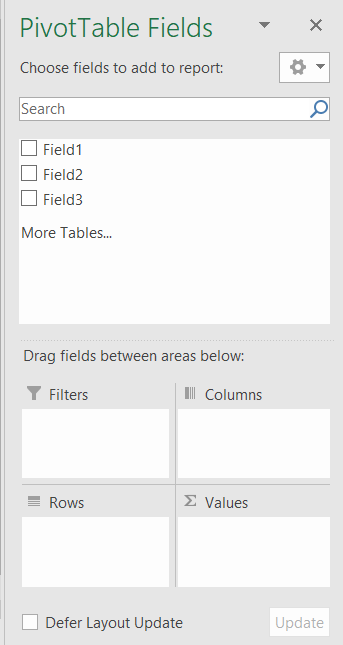 PivotTable Fields
Choose fields to add to report:
Search
Field1
Field2
Field3
More Tables...
Drag fields between areas below:
Filters
Columns
Rows
Σ Values
Defer Layout Update
Update